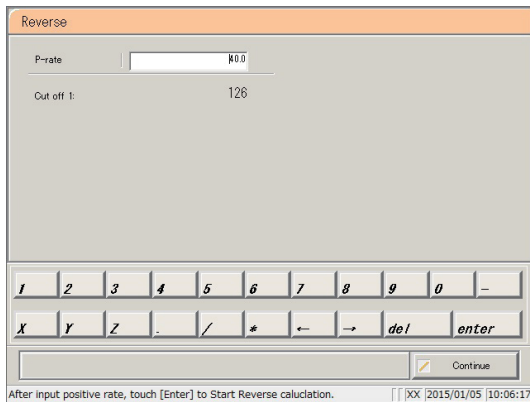 Reverse
P-rate 40.0
Cut off 1: 126
1 2 3 4 5 6 7 8 9 0 -
X Y Z . / * ← → del enter
Continue
After input positive rate, touch [Enter] to Start Reverse caluclation. XX 2015/01/05 10:06:17